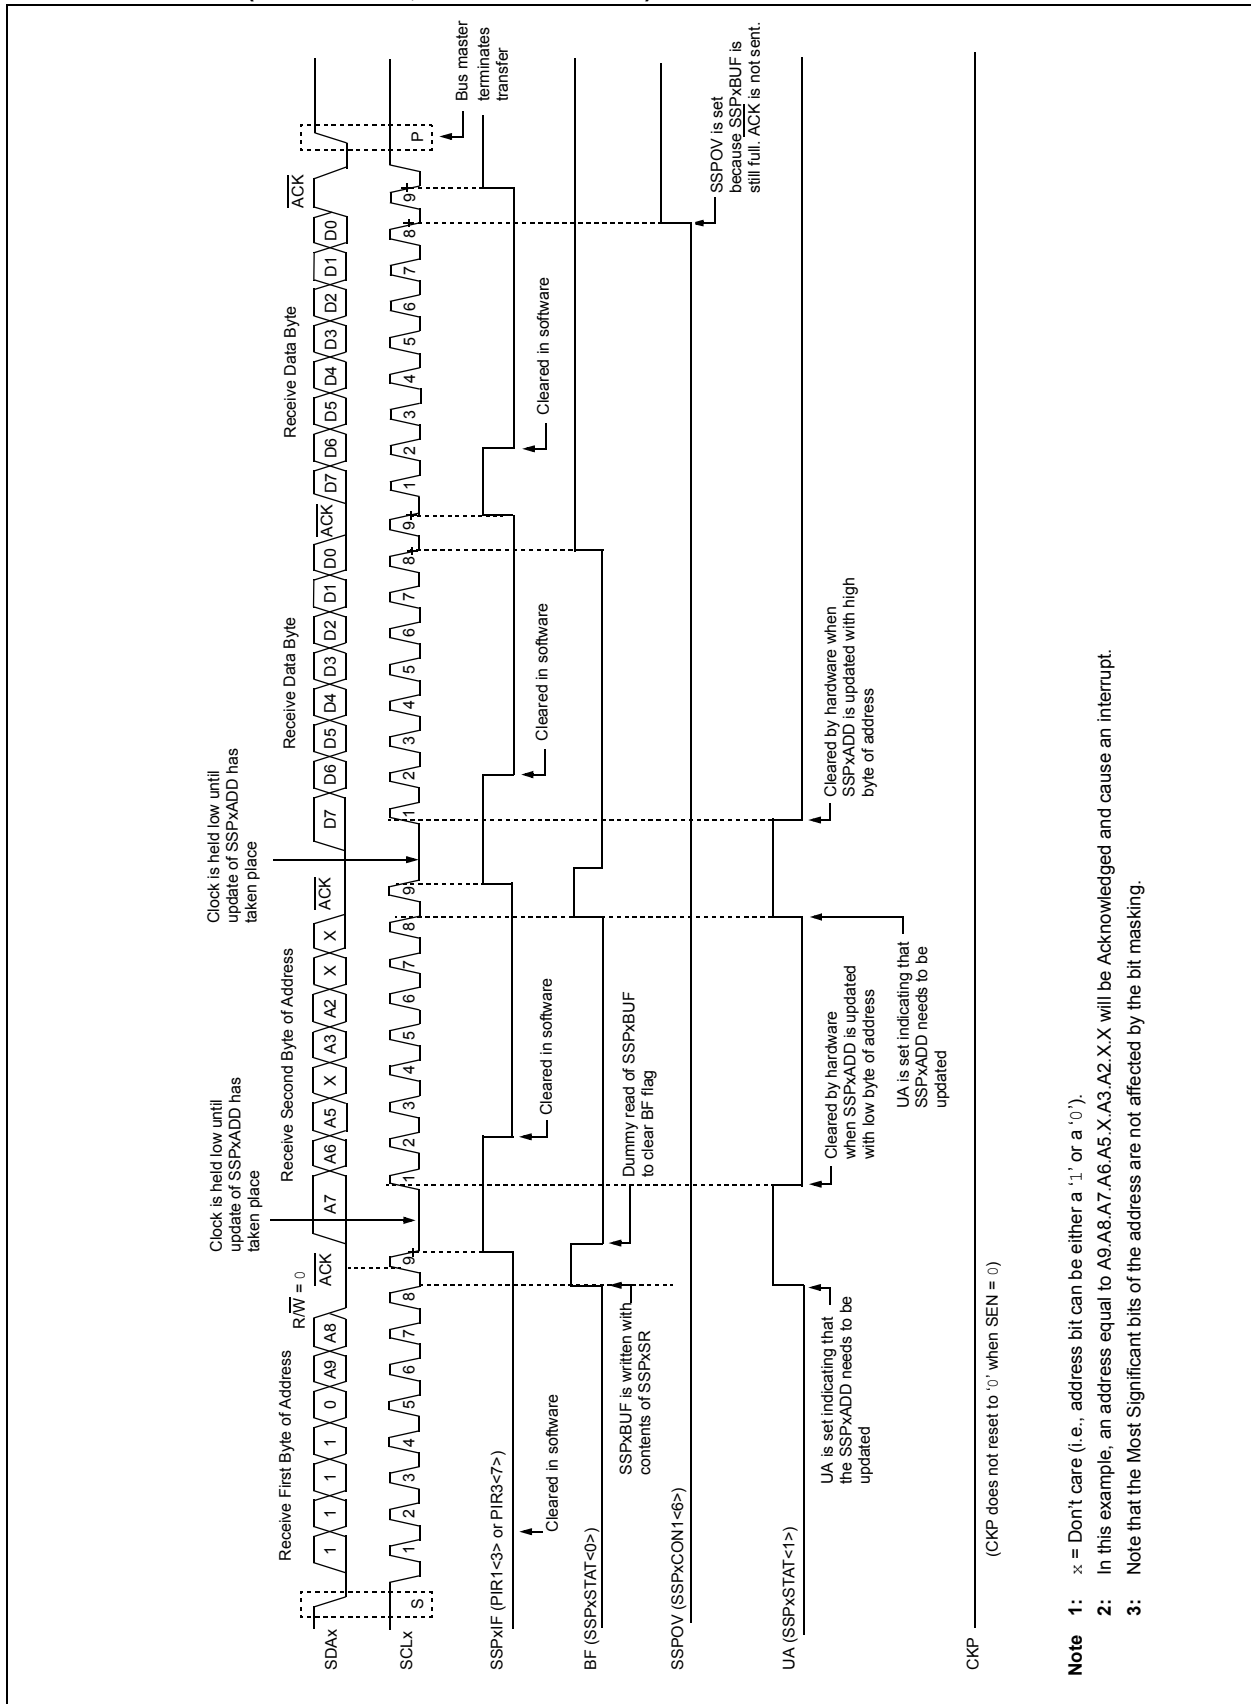 Receive First Byte of Address
R/W = 0
Receive Second Byte of Address
Receive Data Byte
Receive Data Byte
Clock is held low until
update of SSPxADD has
taken place
Clock is held low until
update of SSPxADD has
taken place
SDAx
1 1 1 1 0 A9 A8
ACK
A7 A6 A5 X A3 A2 X X
ACK
D7 D6 D5 D4 D3 D2 D1 D0
ACK
D7 D6 D5 D4 D3 D2 D1 D0
ACK
SCLx
S
1 2 3 4 5 6 7 8 9
1 2 3 4 5 6 7 8 9
1 2 3 4 5 6 7 8 9
1 2 3 4 5 6 7 8 9
P
Bus master
terminates
transfer
SSPxIF (PIR1<3> or PIR3<7>)
Cleared in software
Cleared in software
Cleared in software
Cleared in software
Cleared in software
BF (SSPxSTAT<0>)
SSPxBUF is written with
contents of SSPxSR
Dummy read of SSPxBUF
to clear BF flag
SSPOV (SSPxCON1<6>)
SSPOV is set
because SSPxBUF is
still full. ACK is not sent.
UA (SSPxSTAT<1>)
UA is set indicating that
the SSPxADD needs to be
updated
Cleared by hardware
when SSPxADD is updated
with low byte of address
UA is set indicating that
SSPxADD needs to be
updated
Cleared by hardware when
SSPxADD is updated with high
byte of address
CKP
(CKP does not reset to ‘0’ when SEN = 0)
Note 1: x = Don’t care (i.e., address bit can be either a ‘1’ or a ‘0’).
2: In this example, an address equal to A9.A8.A7.A6.A5.X.A3.A2.X.X will be Acknowledged and cause an interrupt.
3: Note that the Most Significant bits of the address are not affected by the bit masking.